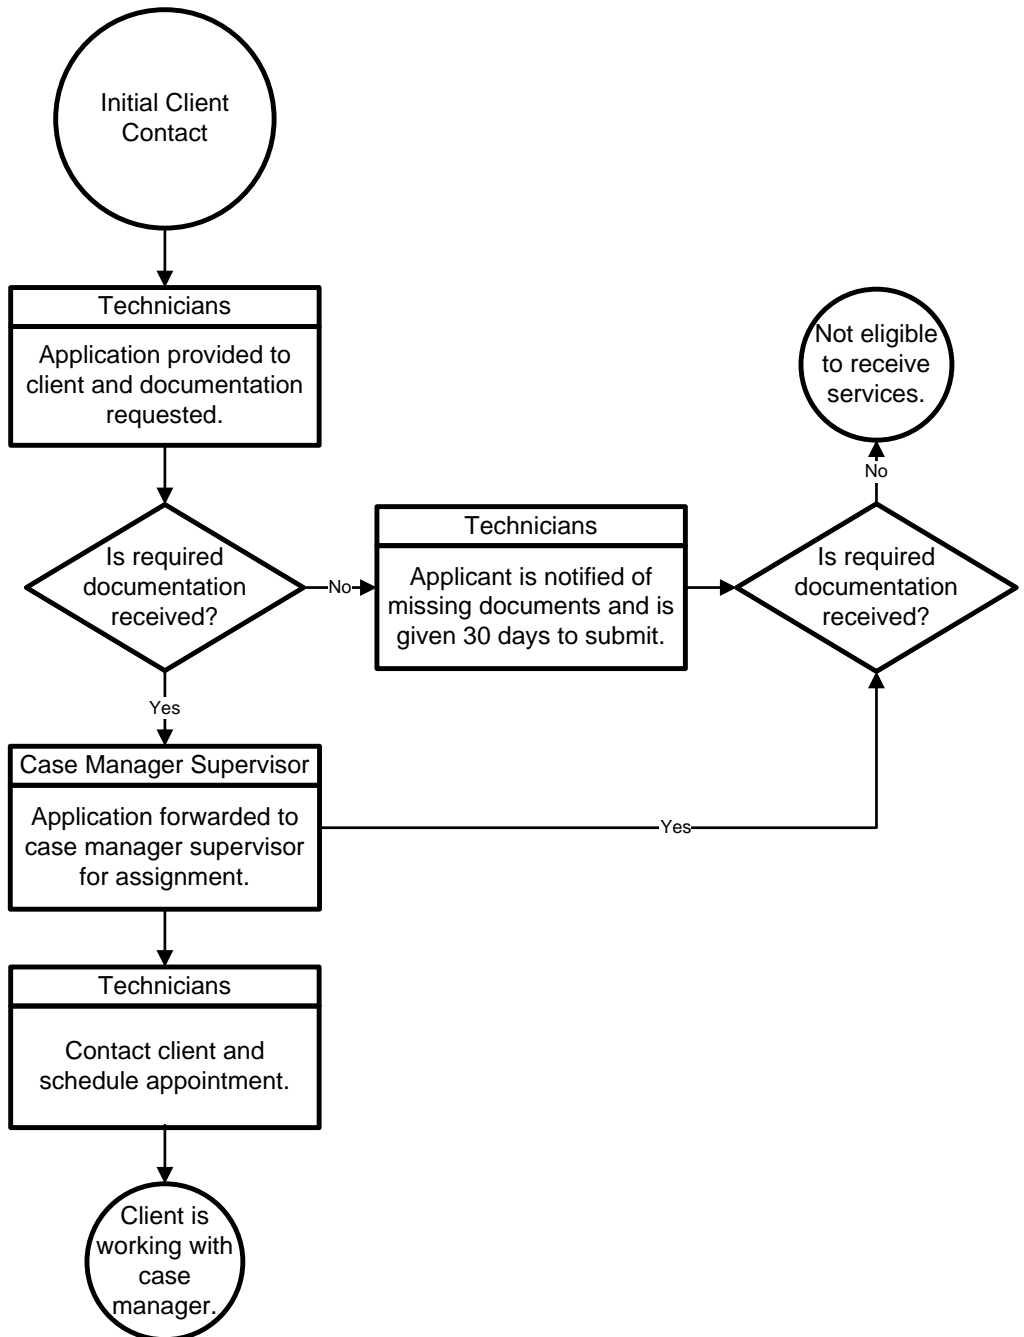 Initial Client
Contact
Technicians
Application provided to
client and documentation
requested.
Not eligible
to receive
services.
No
Is required
documentation
received?
No
Technicians
Applicant is notified of
missing documents and is
given 30 days to submit.
Is required
documentation
received?
Yes
Case Manager Supervisor
Application forwarded to
case manager supervisor
for assignment.
Yes
Technicians
Contact client and
schedule appointment.
Client is
working with
case
manager.